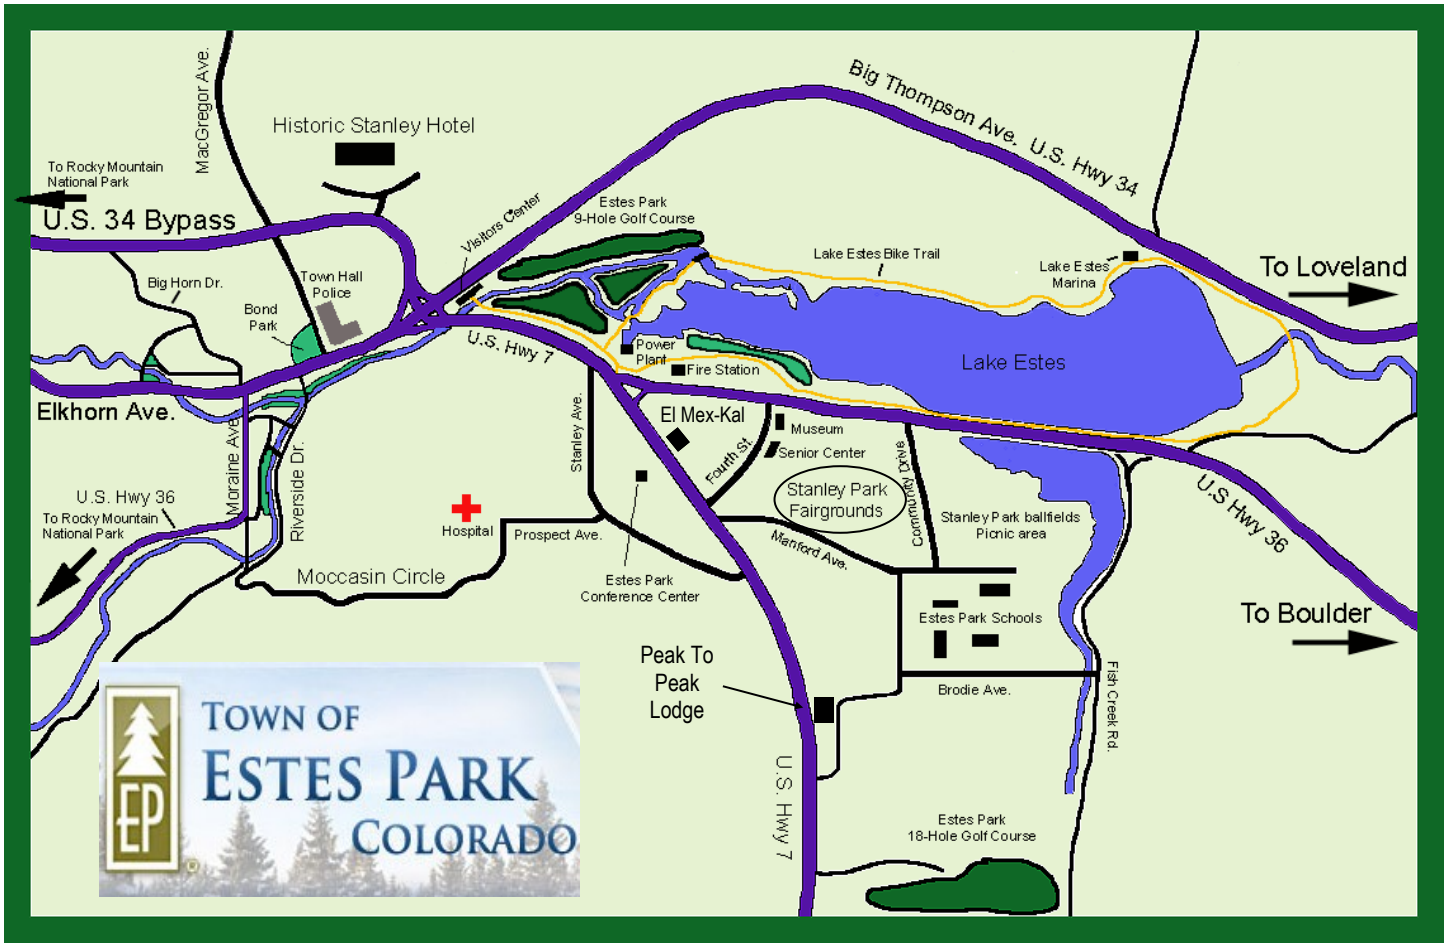 MacGregor Ave.
Historic Stanley Hotel
To Rocky Mountain
National Park
U.S. 34 Bypass
Big Thompson Ave. U.S. Hwy 34
Visitors Center
Estes Park
9-Hole Golf Course
Lake Estes Bike Trail
Lake Estes
Marina
To Loveland
Big Horn Dr.
Town Hall
Police
Bond
Park
U.S. Hwy 7
Power
Plant
Fire Station
Lake Estes
Elkhorn Ave.
Moraine Ave
Riverside Dr.
Stanley Ave.
El Mex-Kal
Fourth St.
Museum
Senior Center
Community Drive
Stanley Park
Fairgrounds
U.S. Hwy 36
To Rocky Mountain
National Park
Hospital
Prospect Ave.
Manford Ave.
Stanley Park ballfields
Picnic area
U.S Hwy 36
Moccasin Circle
Estes Park
Conference Center
Estes Park Schools
To Boulder
Peak To
Peak
Lodge
Brodie Ave.
Fish Creek Rd.
U.S. Hwy 7
Estes Park
18-Hole Golf Course
EP
®
TOWN OF
ESTES PARK
COLORADO